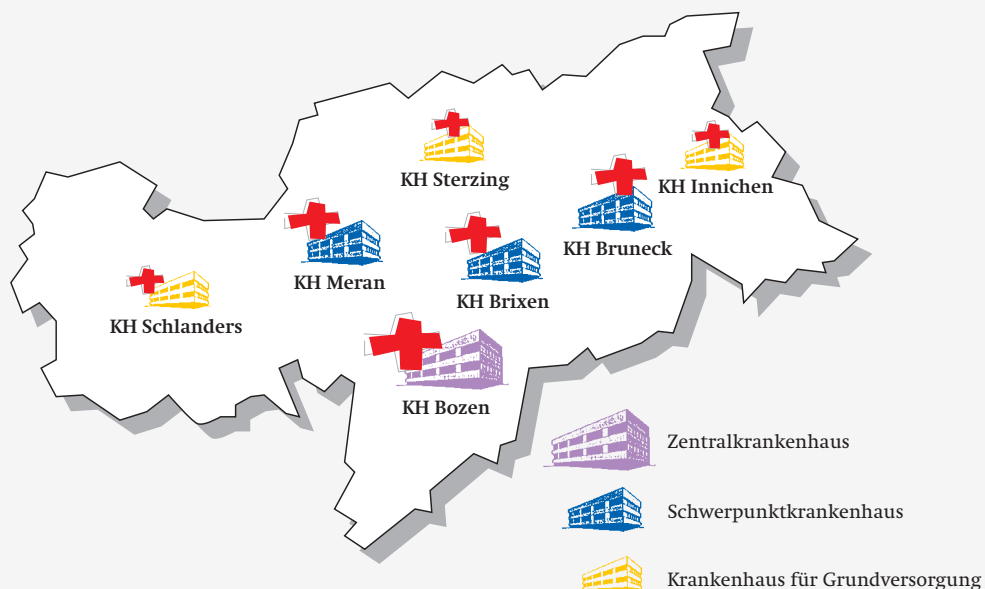 KH Sterzing
KH Innichen
KH Bruneck
KH Meran
KH Brixen
KH Schlanders
KH Bozen
Zentralkrankenhaus
Schwerpunktkrankenhaus
Krankenhaus für Grundversorgung